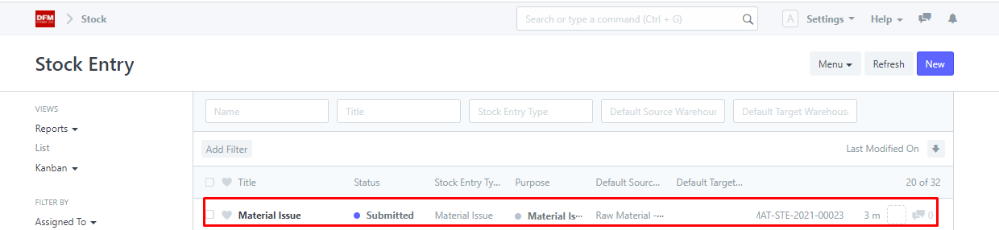 DFM Stock Search or type a command (Ctrl + G) A Settings Help
Stock Entry Menu Refresh New
VIEWS
Reports
List
Kanban
FILTER BY
Assigned To
Name Title Stock Entry Type Default Source Warehous Default Target Warehouse
Add Filter Last Modified On
Title Status Stock Entry Ty... Purpose Default Sourc... Default Target... 20 of 32
Material Issue Submitted Material Issue Material Is... Raw Material -... MAT-STE-2021-00023 3 m 0